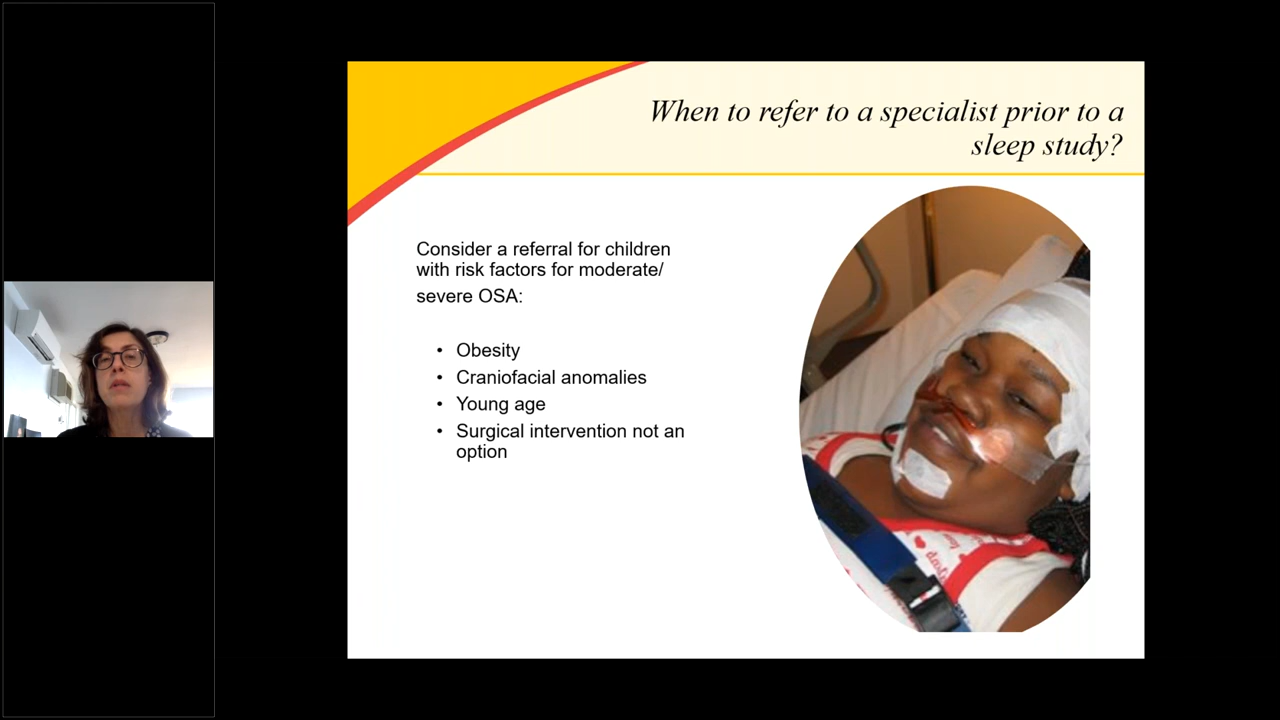 When to refer to a specialist prior to a
sleep study?
Consider a referral for children
with risk factors for moderate/
severe OSA:
• Obesity
• Craniofacial anomalies
• Young age
• Surgical intervention not an
option